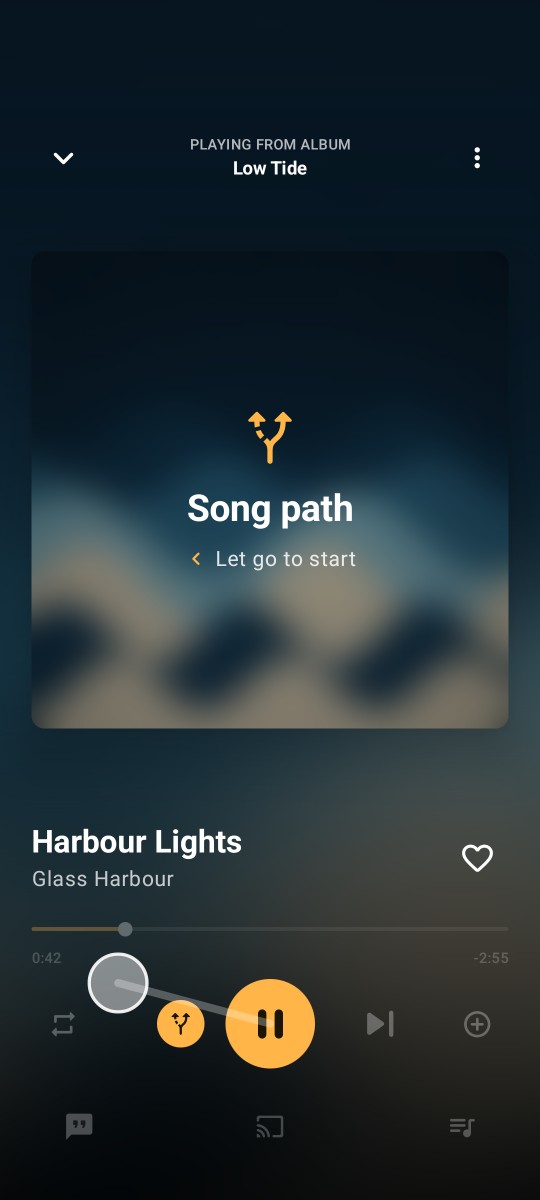 PLAYING FROM ALBUM
Low Tide
Song path
Let go to start
Harbour Lights
Glass Harbour
0:42
-2:55